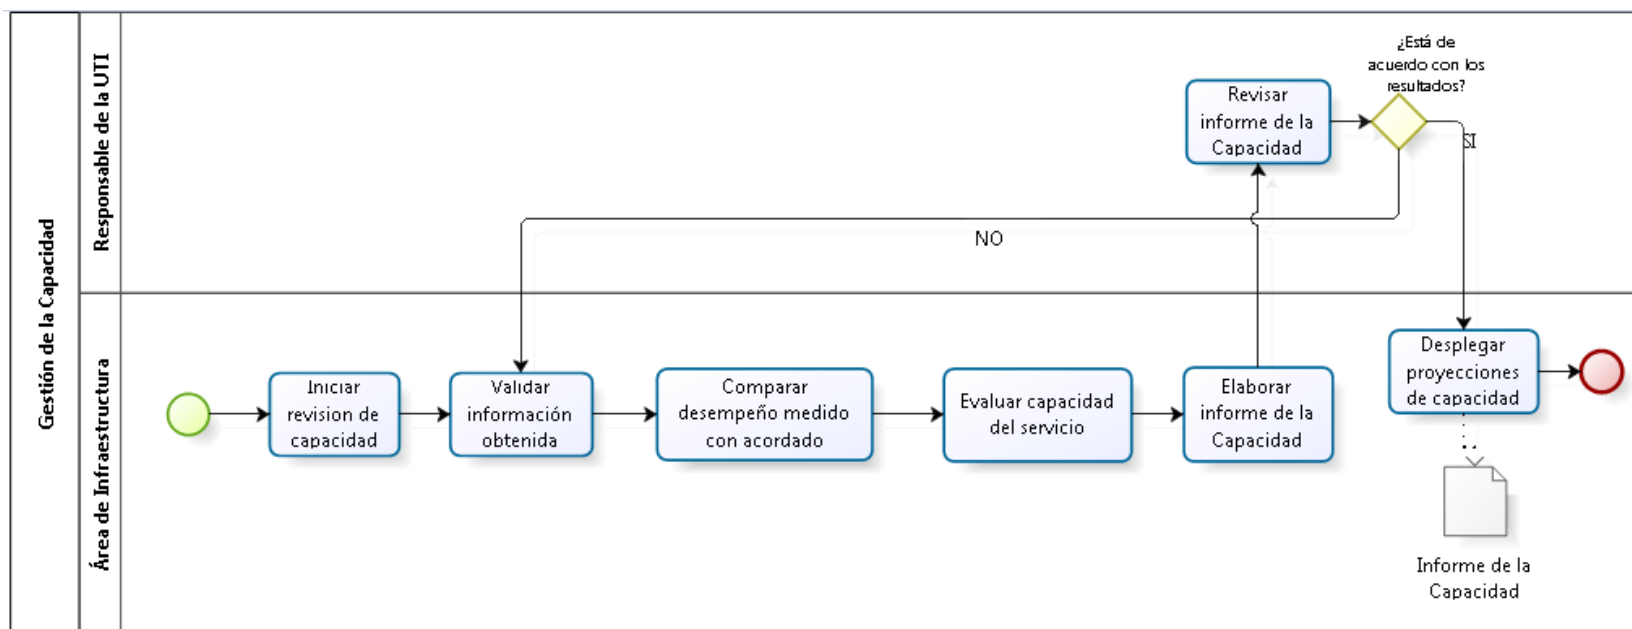 Gestión de la Capacidad
Responsable de la UTI
¿Está de
acuerdo con los
resultados?
Revisar
informe de la
Capacidad
SI
NO
Área de Infraestructura
Iniciar
revision de
capacidad
Validar
información
obtenida
Comparar
desempeño medido
con acordado
Evaluar capacidad
del servicio
Elaborar
informe de la
Capacidad
Desplegar
proyecciones
de capacidad
Informe de la
Capacidad